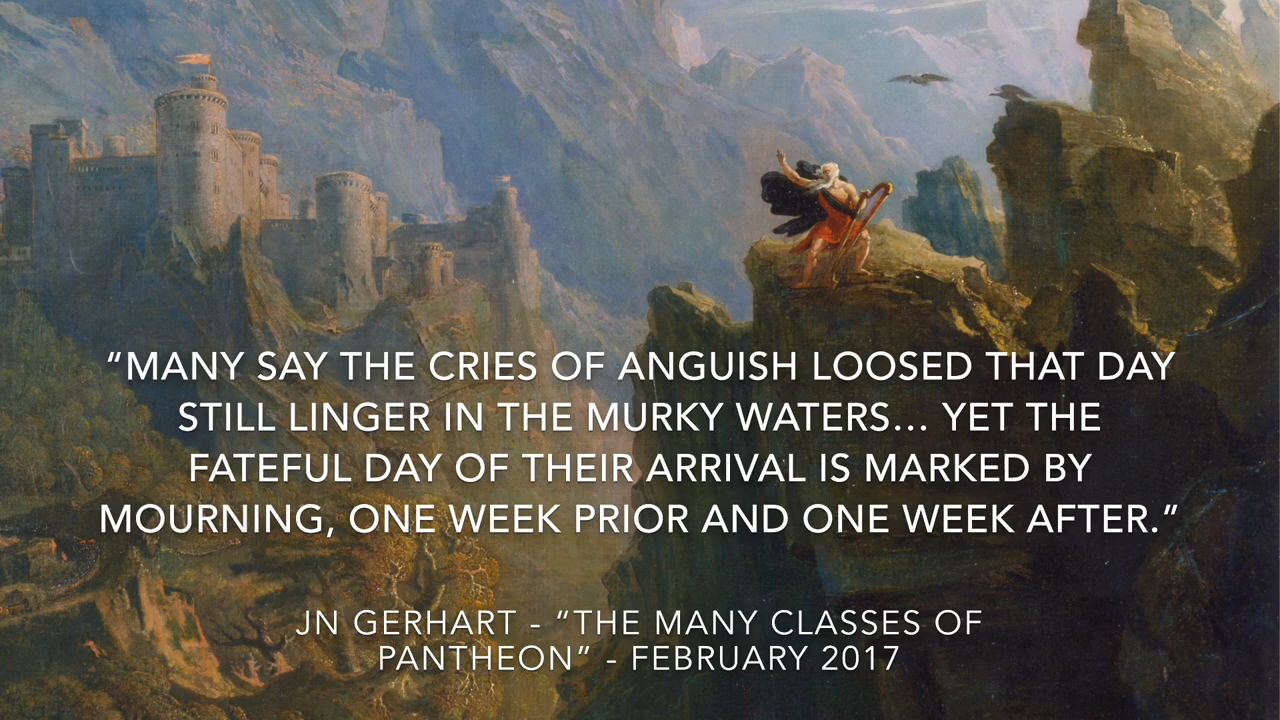 “MANY SAY THE CRIES OF ANGUISH LOOSED THAT DAY
STILL LINGER IN THE MURKY WATERS… YET THE
FATEFUL DAY OF THEIR ARRIVAL IS MARKED BY
MOURNING, ONE WEEK PRIOR AND ONE WEEK AFTER.”
JN GERHART - “THE MANY CLASSES OF
PANTHEON” - FEBRUARY 2017